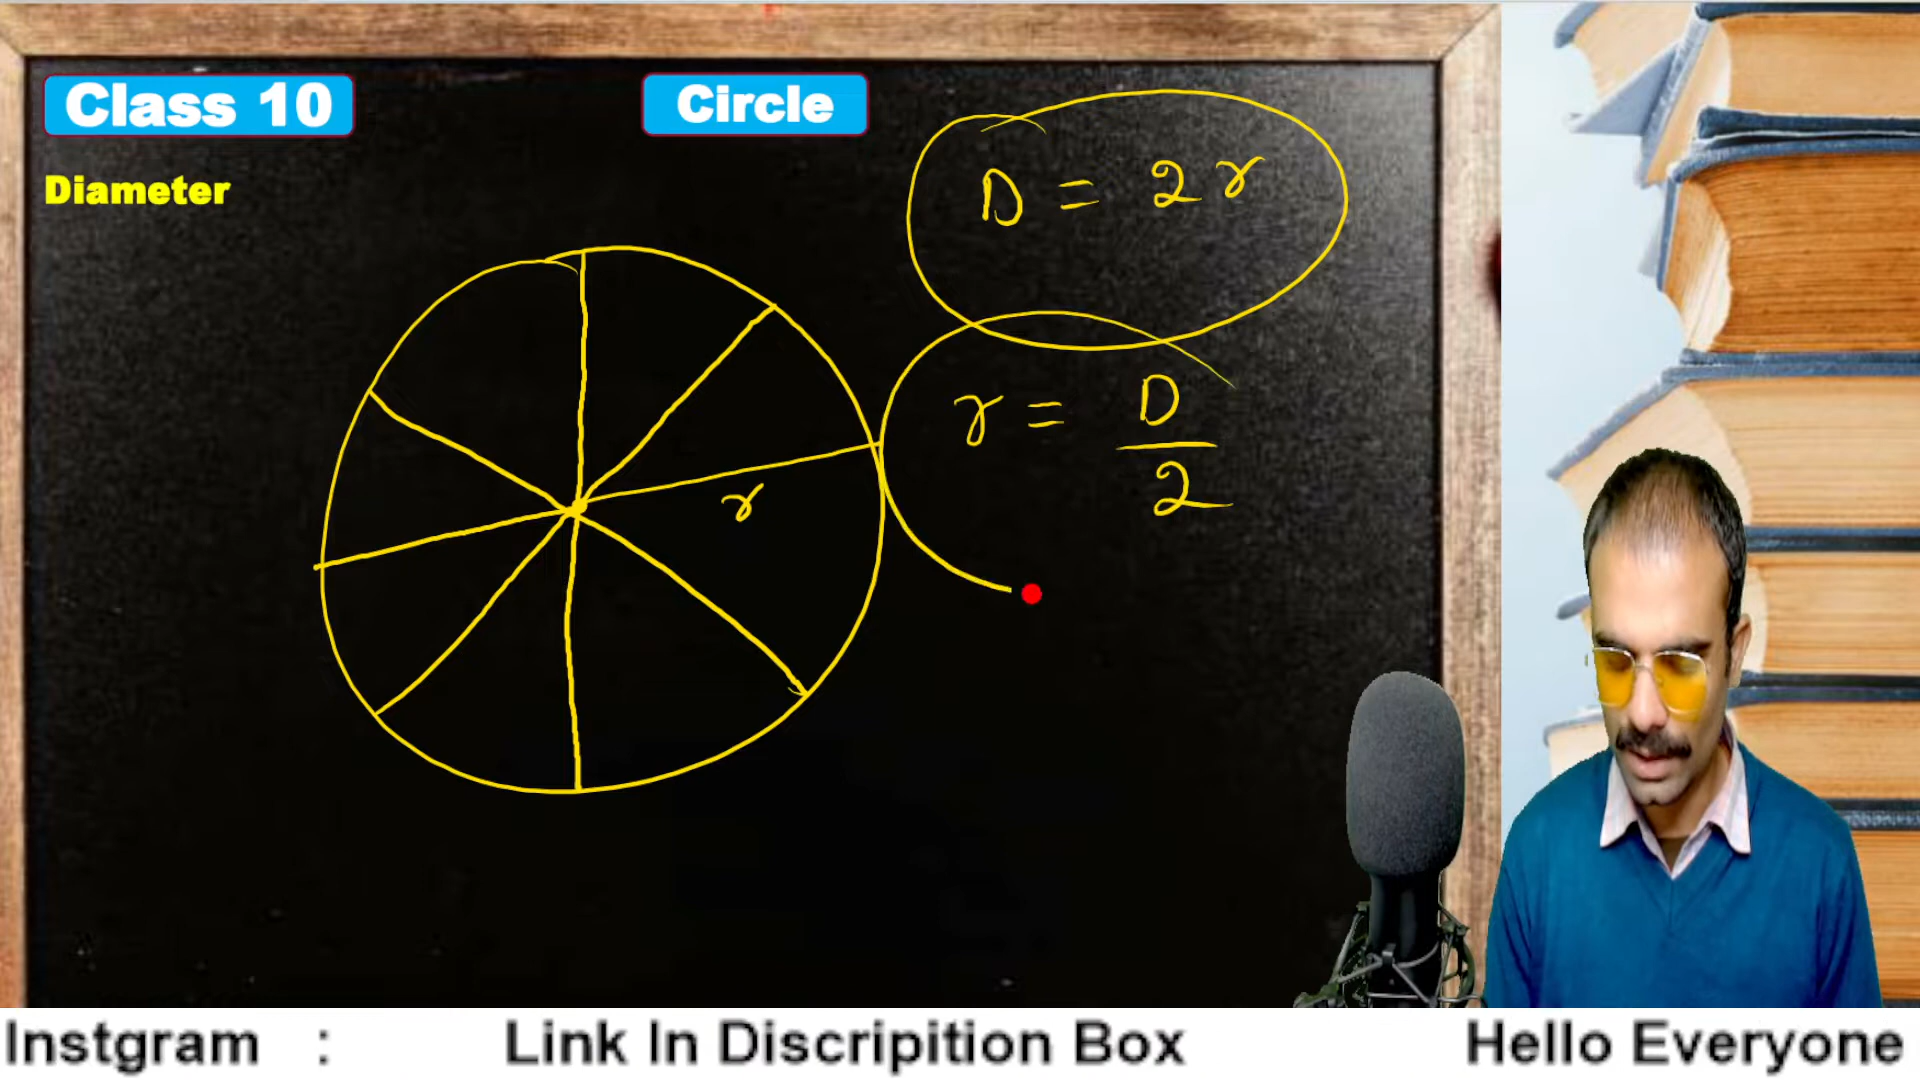 Class 10
Circle
Diameter
D = 2r
r = D/2
r
Instgram : Link In Discripition Box Hello Everyone